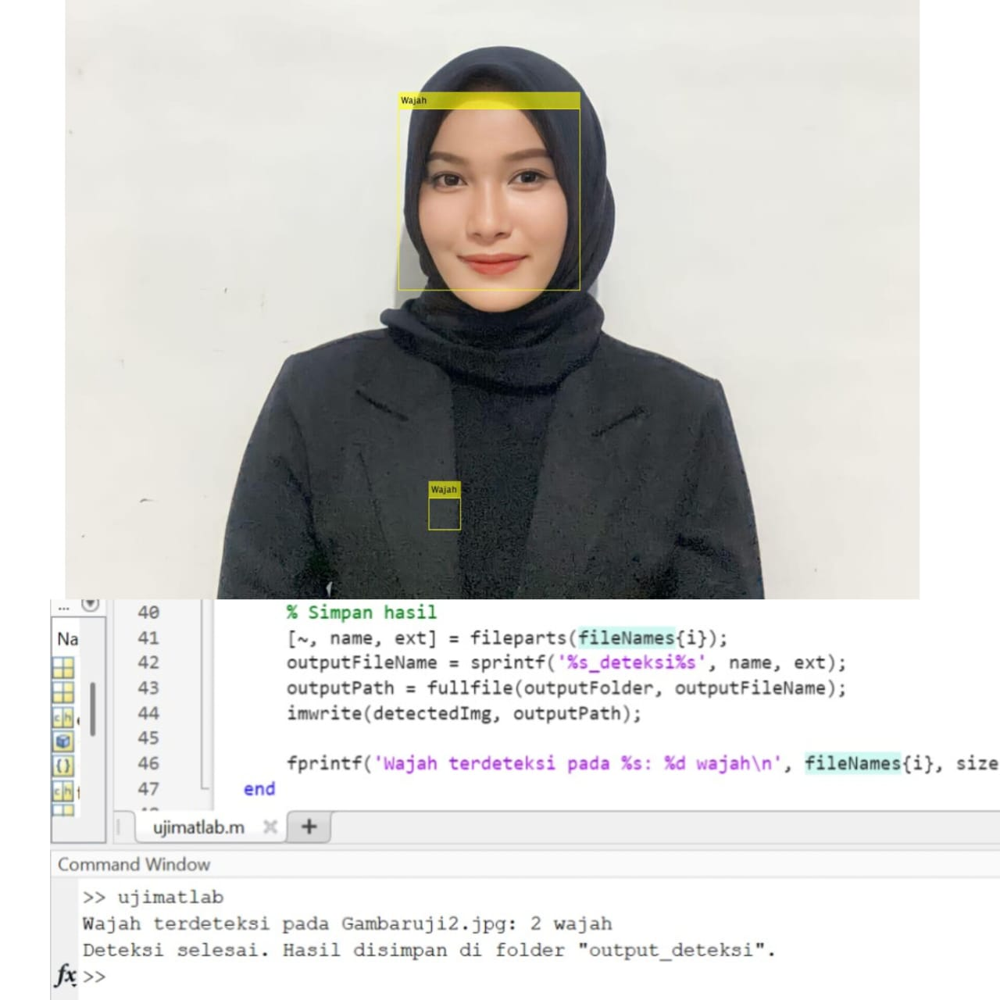 Wajah
Wajah
...
40 % Simpan hasil
Na
41 [~, name, ext] = fileparts(fileNames{i});
42 outputFileName = sprintf('%s_deteksi%s', name, ext);
43 outputPath = fullfile(outputFolder, outputFileName);
44 imwrite(detectedImg, outputPath);
45
46 fprintf('Wajah terdeteksi pada %s: %d wajah\n', fileNames{i}, size
47 end
ujimatlab.m
Command Window
>> ujimatlab
Wajah terdeteksi pada Gambaruji2.jpg: 2 wajah
Deteksi selesai. Hasil disimpan di folder "output_deteksi".
fx >>